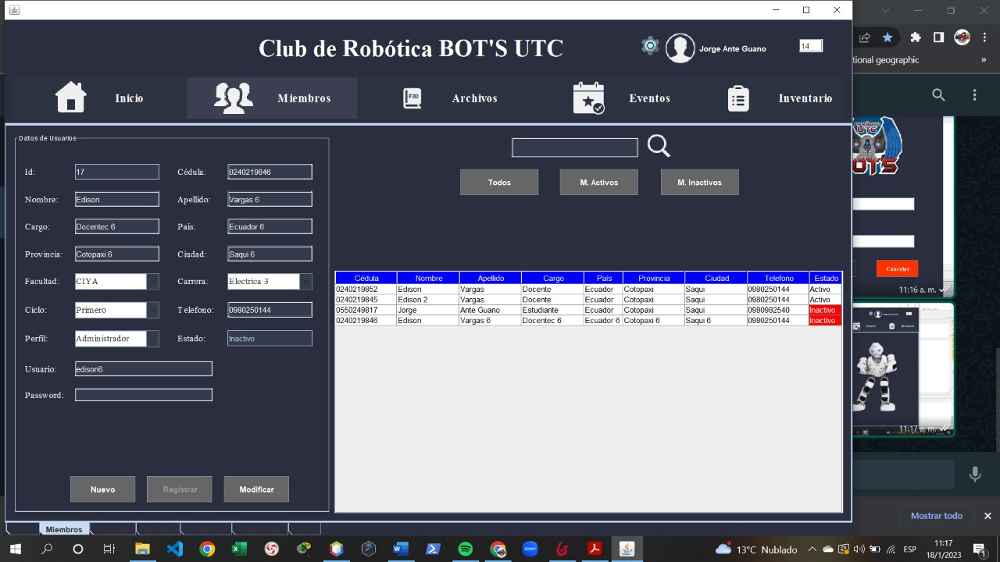 Club de Robótica BOT'S UTC
Jorge Ante Guano
14
tional geographic
»
Inicio
Miembros
Archivos
Eventos
Inventario
Datos de Usuarios
Id: 17 Cédula: 0240219846
Nombre: Edison Apellido: Vargas 6
Cargo: Docentec 6 País: Ecuador 6
Provincia: Cotopaxi 6 Ciudad: Saqui 6
Facultad: CIYA Carrera: Electrica 3
Ciclo: Primero Telefono: 0980250144
Perfil: Administrador Estado: Inactivo
Usuario: edison6
Password:
Nuevo Registrar Modificar
Todos M. Activos M. Inactivos
Cédula Nombre Apellido Cargo País Provincia Ciudad Telefono Estado
0240219852 Edison Vargas Docente Ecuador Cotopaxi Saqui 0980250144 Activo
0240219845 Edison 2 Vargas Docente Ecuador Cotopaxi Saqui 0980250144 Activo
0550249817 Jorge Ante Guano Estudiante Ecuador Cotopaxi Saqui 0980982540 Inactivo
0240219846 Edison Vargas 6 Docentec 6 Ecuador 6 Cotopaxi 6 Saqui 6 0980250144 Inactivo
Miembros
UTC
BOT'S
Cancelar
11:16 a. m.
11:17 a. m.
Mostrar todo
13°C Nublado
ESP
11:17
18/1/2023